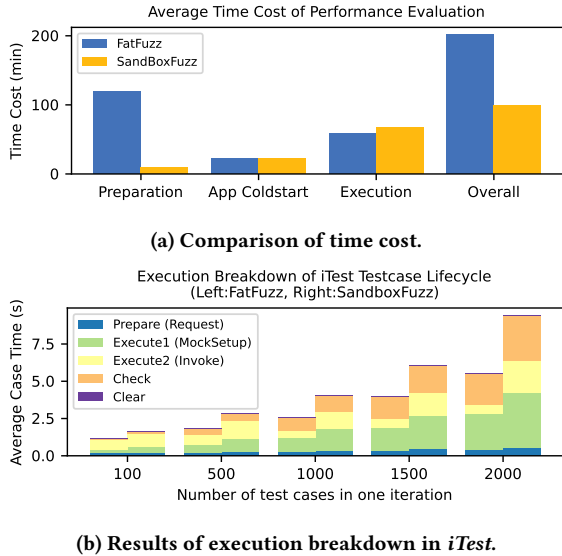 Average Time Cost of Performance Evaluation
Time Cost (min)
200
100
0
FatFuzz
SandBoxFuzz
Preparation App Coldstart Execution Overall
(a) Comparison of time cost.
Execution Breakdown of iTest Testcase Lifecycle
(Left:FatFuzz, Right:SandboxFuzz)
Average Case Time (s)
7.5
5.0
2.5
0.0
Prepare (Request)
Execute1 (MockSetup)
Execute2 (Invoke)
Check
Clear
100 500 1000 1500 2000
Number of test cases in one iteration
(b) Results of execution breakdown in iTest.